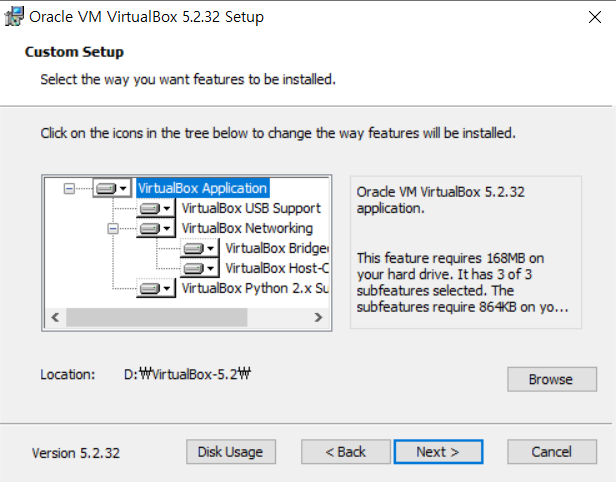 Oracle VM VirtualBox 5.2.32 Setup
Custom Setup
Select the way you want features to be installed.
Click on the icons in the tree below to change the way features will be installed.
VirtualBox Application
VirtualBox USB Support
VirtualBox Networking
VirtualBox Bridge
VirtualBox Host-C
VirtualBox Python 2.x Su
Oracle VM VirtualBox 5.2.32
application.
This feature requires 168MB on
your hard drive. It has 3 of 3
subfeatures selected. The
subfeatures require 864KB on yo...
Location: D:₩VirtualBox-5.2₩
Browse
Version 5.2.32
Disk Usage
< Back
Next >
Cancel